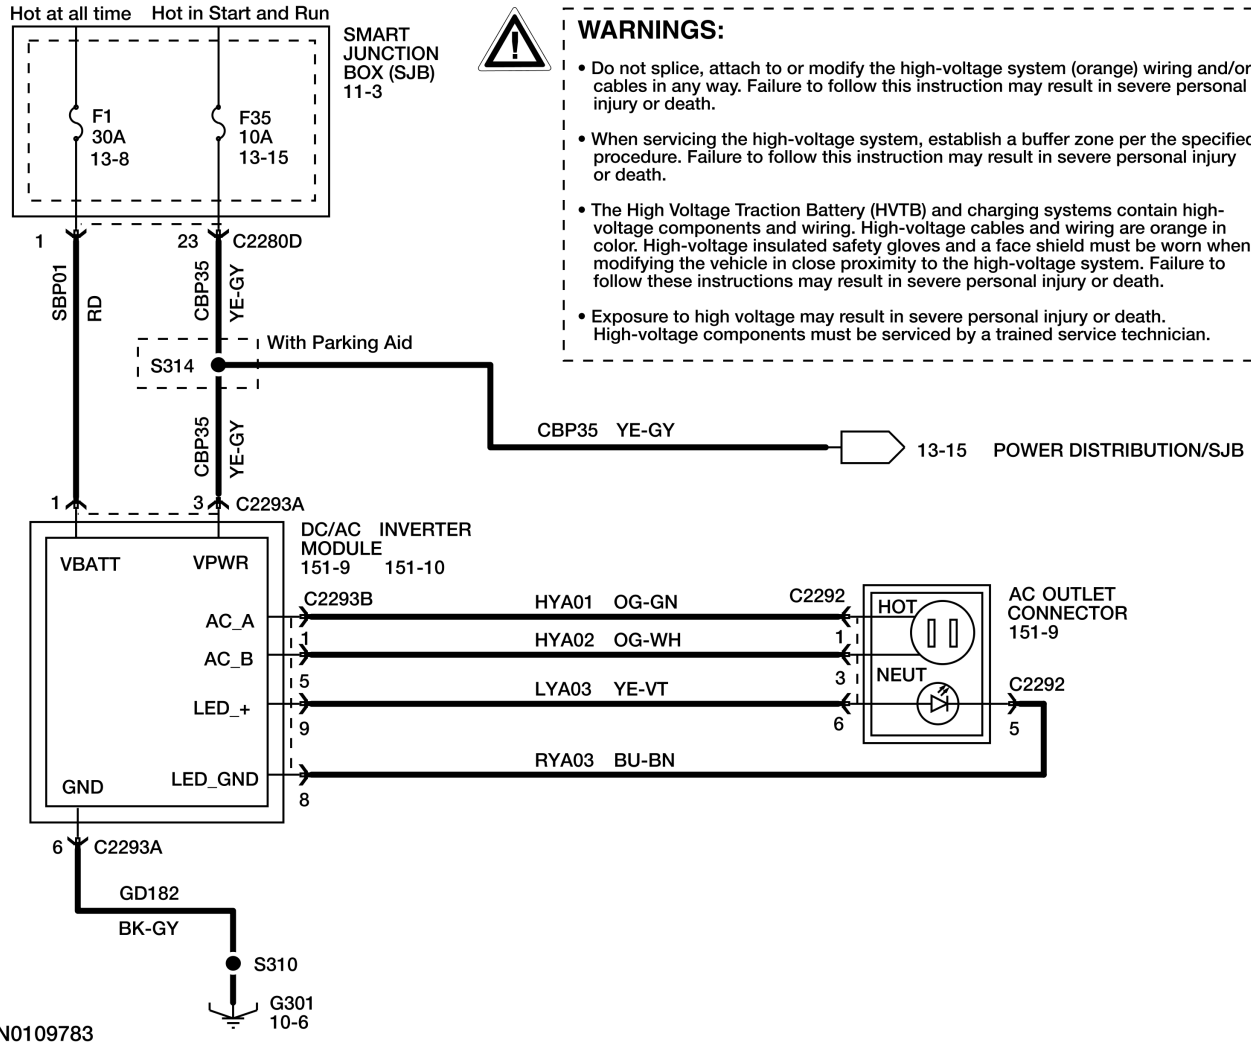 Hot at all time Hot in Start and Run
SMART
JUNCTION
BOX (SJB)
11-3
F1
30A
13-8
F35
10A
13-15
1
23
C2280D
SBP01
RD
CBP35
YE-GY
WARNINGS:
• Do not splice, attach to or modify the high-voltage system (orange) wiring and/or
cables in any way. Failure to follow this instruction may result in severe personal
injury or death.
• When servicing the high-voltage system, establish a buffer zone per the specified
procedure. Failure to follow this instruction may result in severe personal injury
or death.
• The High Voltage Traction Battery (HVTB) and charging systems contain high-
voltage components and wiring. High-voltage cables and wiring are orange in
color. High-voltage insulated safety gloves and a face shield must be worn when
modifying the vehicle in close proximity to the high-voltage system. Failure to
follow these instructions may result in severe personal injury or death.
• Exposure to high voltage may result in severe personal injury or death.
High-voltage components must be serviced by a trained service technician.
With Parking Aid
S314
CBP35
YE-GY
CBP35 YE-GY
13-15 POWER DISTRIBUTION/SJB
1
3
C2293A
DC/AC INVERTER
MODULE
151-9 151-10
VBATT
VPWR
AC_A
AC_B
LED_+
LED_GND
GND
C2293B
1
5
9
8
HYA01 OG-GN
HYA02 OG-WH
LYA03 YE-VT
RYA03 BU-BN
C2292
1
3
6
HOT
NEUT
AC OUTLET
CONNECTOR
151-9
C2292
5
6
C2293A
GD182
BK-GY
S310
G301
10-6
N0109783